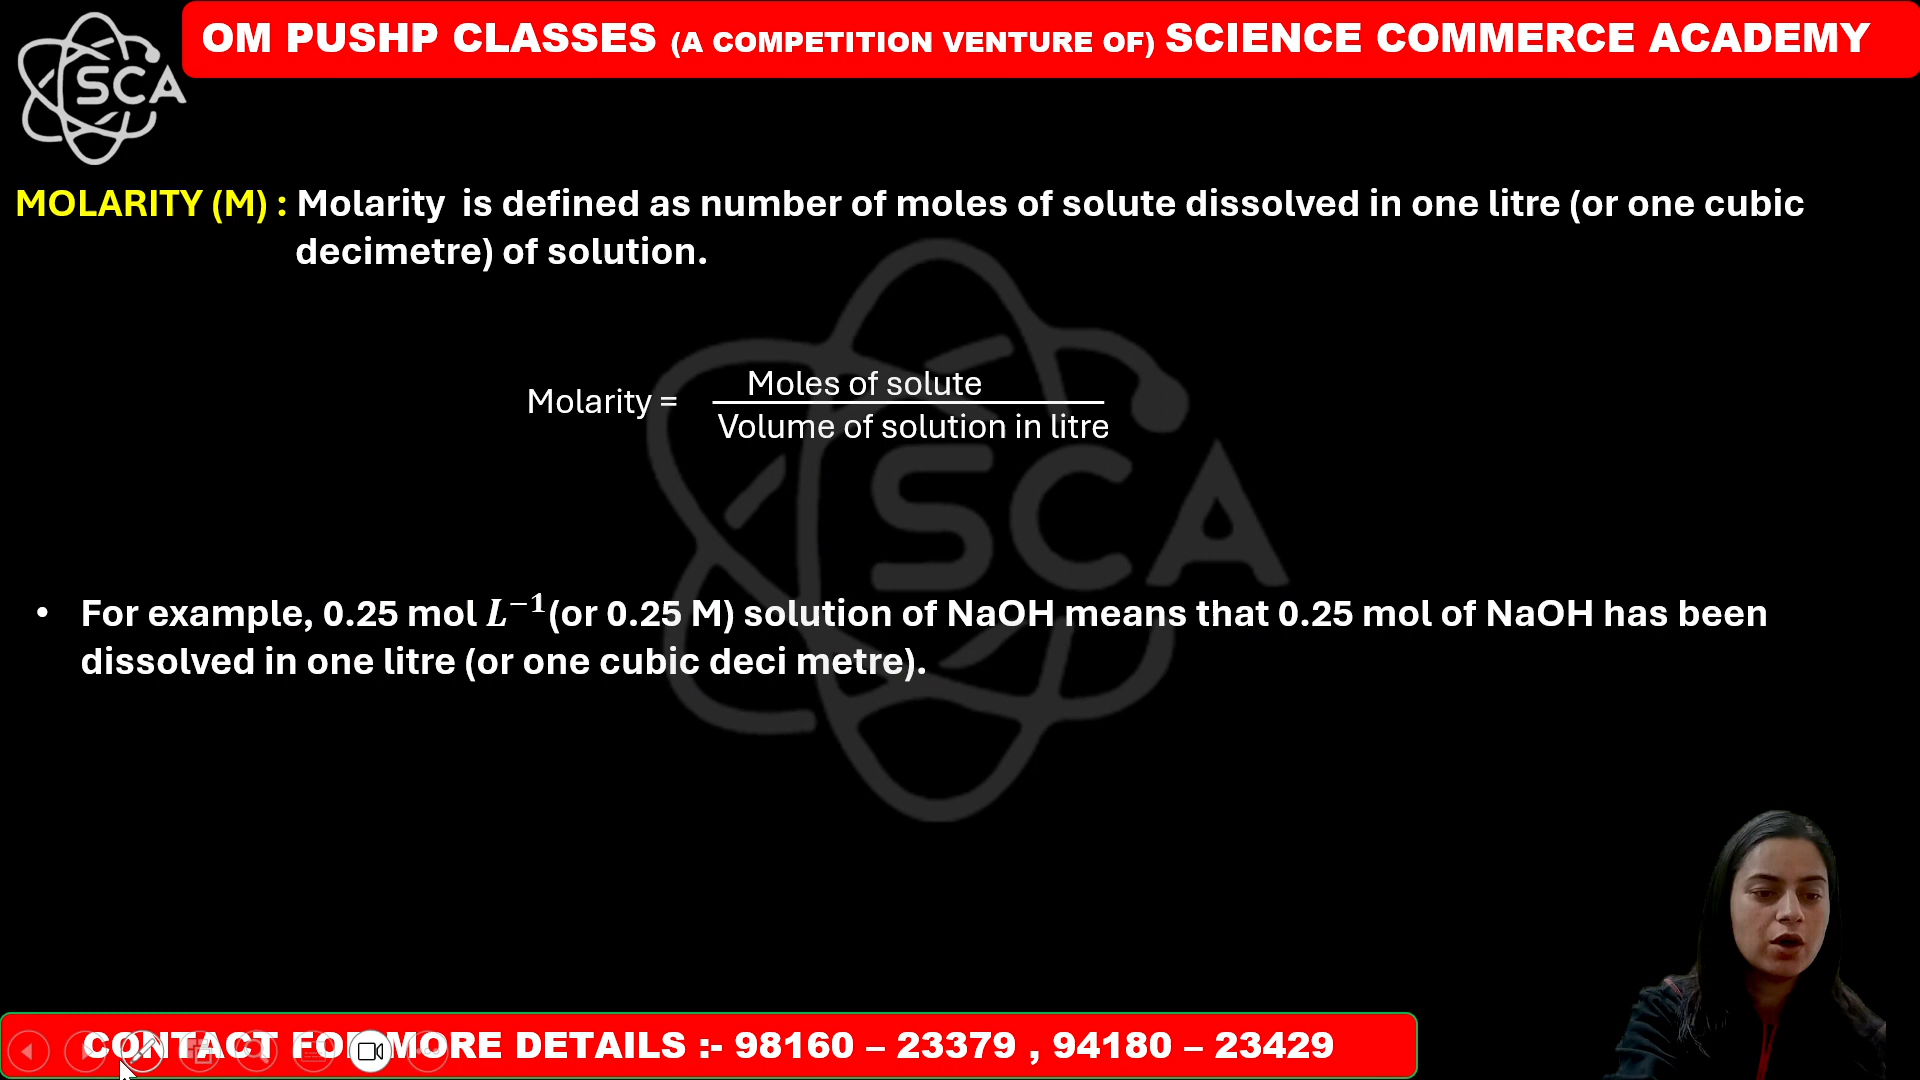 OM PUSHP CLASSES (A COMPETITION VENTURE OF) SCIENCE COMMERCE ACADEMY
SCA
MOLARITY (M) : Molarity is defined as number of moles of solute dissolved in one litre (or one cubic
decimetre) of solution.
Molarity = Moles of solute
Volume of solution in litre
SCA
• For example, 0.25 mol L⁻¹(or 0.25 M) solution of NaOH means that 0.25 mol of NaOH has been
dissolved in one litre (or one cubic deci metre).
CONTACT FOR MORE DETAILS :- 98160 – 23379 , 94180 – 23429